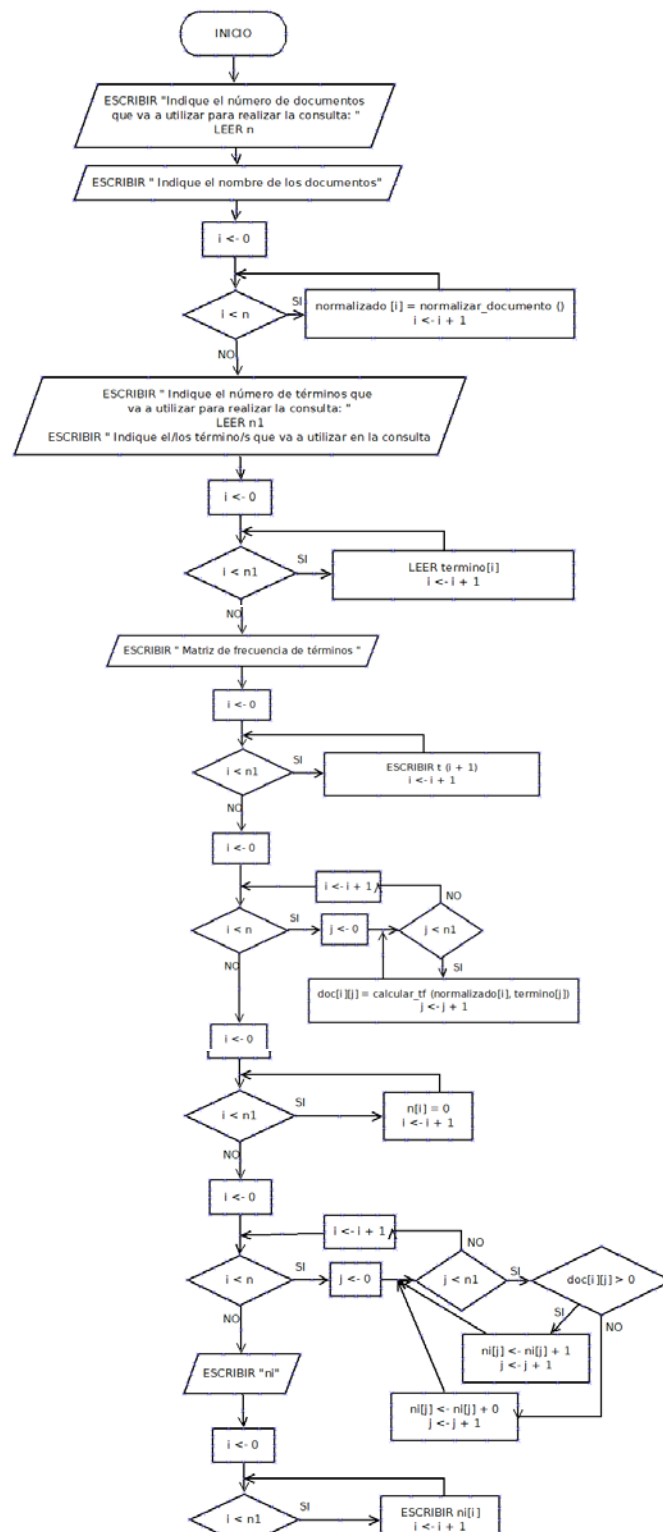 INICIO
ESCRIBIR "Indique el número de documentos
que va a utilizar para realizar la consulta: "
LEER n
ESCRIBIR " Indique el nombre de los documentos"
i <- 0
i < n
SI
normalizado [i] = normalizar_documento ()
i <- i + 1
NO
ESCRIBIR " Indique el número de términos que
va a utilizar para realizar la consulta: "
LEER n1
ESCRIBIR " Indique el/los término/s que va a utilizar en la consulta
i <- 0
i < n1
SI
LEER termino[i]
i <- i + 1
NO
ESCRIBIR " Matriz de frecuencia de términos "
i <- 0
i < n1
SI
ESCRIBIR t (i + 1)
i <- i + 1
NO
i <- 0
i <- i + 1
NO
i < n
SI
j <- 0
j < n1
SI
NO
doc[i][j] = calcular_tf (normalizado[i], termino[j])
j <- j + 1
i <- 0
i < n1
SI
n[i] = 0
i <- i + 1
NO
i <- 0
i <- i + 1
NO
i < n
SI
j <- 0
j < n1
SI
doc[i][j] > 0
SI
NO
NO
ni[j] <- ni[j] + 1
j <- j + 1
ESCRIBIR "ni"
ni[j] <- ni[j] + 0
j <- j + 1
i <- 0
i < n1
SI
ESCRIBIR ni[i]
i <- i + 1